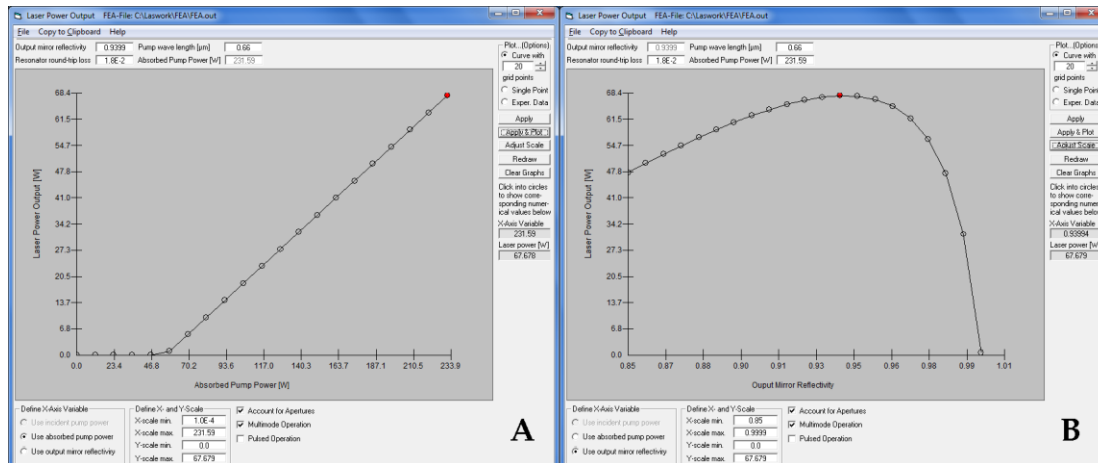 Laser Power Output    FEA-File: C:\Laswork\FEA\FEA.out
File  Copy to Clipboard  Help
Output mirror reflectivity 0.9399 Pump wave length [µm] 0.66
Resonator round-trip loss 1.8E-2 Absorbed Pump Power [W] 231.59
Plot...(Options)
Curve with
20
grid points
Single Point
Exper. Data
Apply
Apply & Plot
Adjust Scale
Redraw
Clear Graphs
Click into circles
to show corre-
sponding numer-
ical values below
X-Axis Variable
231.59
Laser power [W]
67.678
Laser Power Output [W]
68.4
61.5
54.7
47.8
41.0
34.2
27.3
20.5
13.7
6.8
0.0
0.0 23.4 46.8 70.2 93.6 117.0 140.3 163.7 187.1 210.5 233.9
Absorbed Pump Power [W]
Define X-Axis Variable
Use incident pump power
Use absorbed pump power
Use output mirror reflectivity
Define X- and Y-Scale
X-scale min. 1.0E-4
X-scale max. 231.59
Y-scale min. 0.0
Y-scale max. 67.679
Account for Apertures
Multimode Operation
Pulsed Operation
A
Laser Power Output    FEA-File: C:\Laswork\FEA\FEA.out
File  Copy to Clipboard  Help
Output mirror reflectivity 0.9399 Pump wave length [µm] 0.66
Resonator round-trip loss 1.8E-2 Absorbed Pump Power [W] 231.59
Plot...(Options)
Curve with
20
grid points
Single Point
Exper. Data
Apply
Apply & Plot
Adjust Scale
Redraw
Clear Graphs
Click into circles
to show corre-
sponding numer-
ical values below
X-Axis Variable
0.93994
Laser power [W]
67.679
Laser Power Output [W]
68.4
61.5
54.7
47.8
41.0
34.2
27.3
20.5
13.7
6.8
0.0
0.85 0.87 0.88 0.90 0.91 0.93 0.95 0.96 0.98 0.99 1.01
Ouput Mirror Reflectivity
Define X-Axis Variable
Use incident pump power
Use absorbed pump power
Use output mirror reflectivity
Define X- and Y-Scale
X-scale min. 0.85
X-scale max. 0.9999
Y-scale min. 0.0
Y-scale max. 67.679
Account for Apertures
Multimode Operation
Pulsed Operation
B